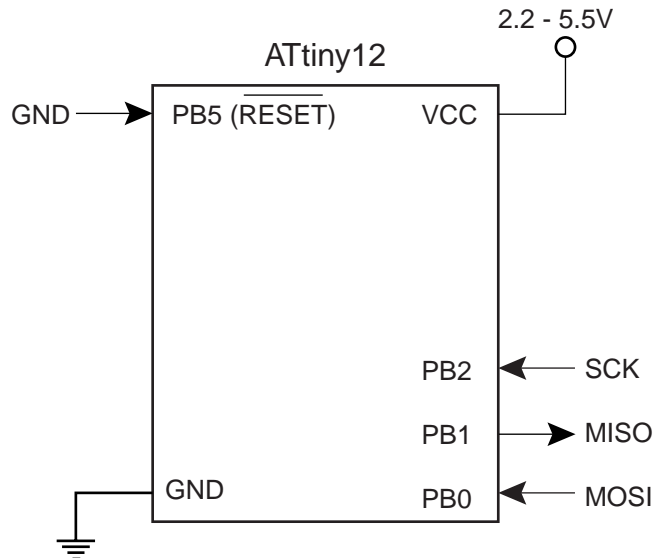 2.2 - 5.5V
ATtiny12
GND
PB5 (RESET)
VCC
PB2
SCK
PB1
MISO
GND
PB0
MOSI